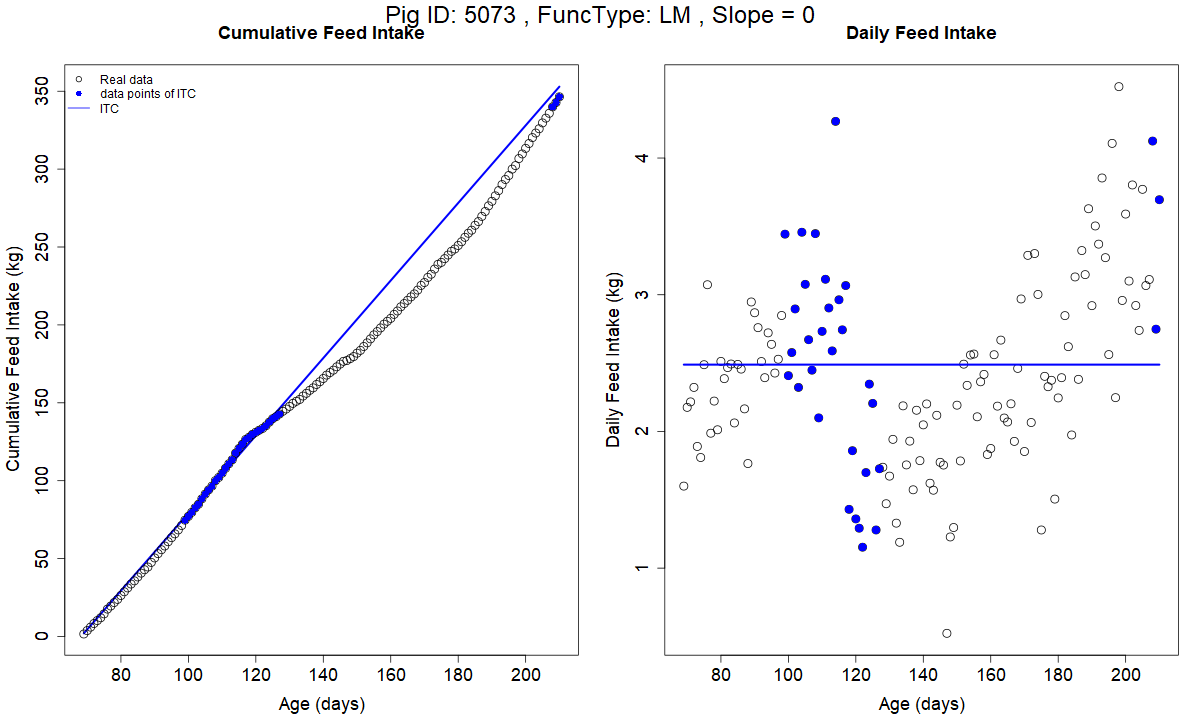 Pig ID: 5073 , FuncType: LM , Slope = 0
Cumulative Feed Intake
Daily Feed Intake
Real data
data points of ITC
ITC
Cumulative Feed Intake (kg)
0
50
100
150
200
250
300
350
80
100
120
140
160
180
200
Age (days)
Daily Feed Intake (kg)
1
2
3
4
80
100
120
140
160
180
200
Age (days)